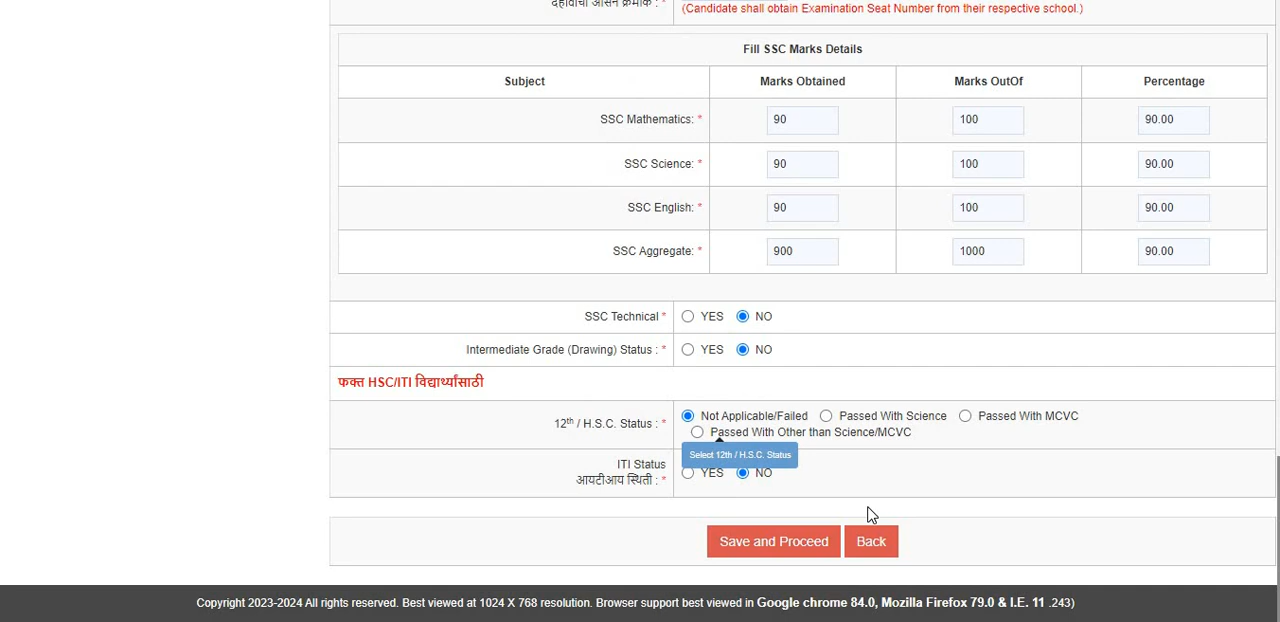 दहावीचा आसन क्रमांक : *
(Candidate shall obtain Examination Seat Number from their respective school.)
Fill SSC Marks Details
Subject Marks Obtained Marks OutOf Percentage
SSC Mathematics: * 90 100 90.00
SSC Science: * 90 100 90.00
SSC English: * 90 100 90.00
SSC Aggregate: * 900 1000 90.00
SSC Technical * YES NO
Intermediate Grade (Drawing) Status : * YES NO
फक्त HSC/ITI विद्यार्थ्यांसाठी
12th / H.S.C. Status : * Not Applicable/Failed Passed With Science Passed With MCVC
Passed With Other than Science/MCVC
Select 12th / H.S.C. Status
ITI Status
आयटीआय स्थिती : * YES NO
Save and Proceed Back
Copyright 2023-2024 All rights reserved. Best viewed at 1024 X 768 resolution. Browser support best viewed in Google chrome 84.0, Mozilla Firefox 79.0 & I.E. 11 .243)